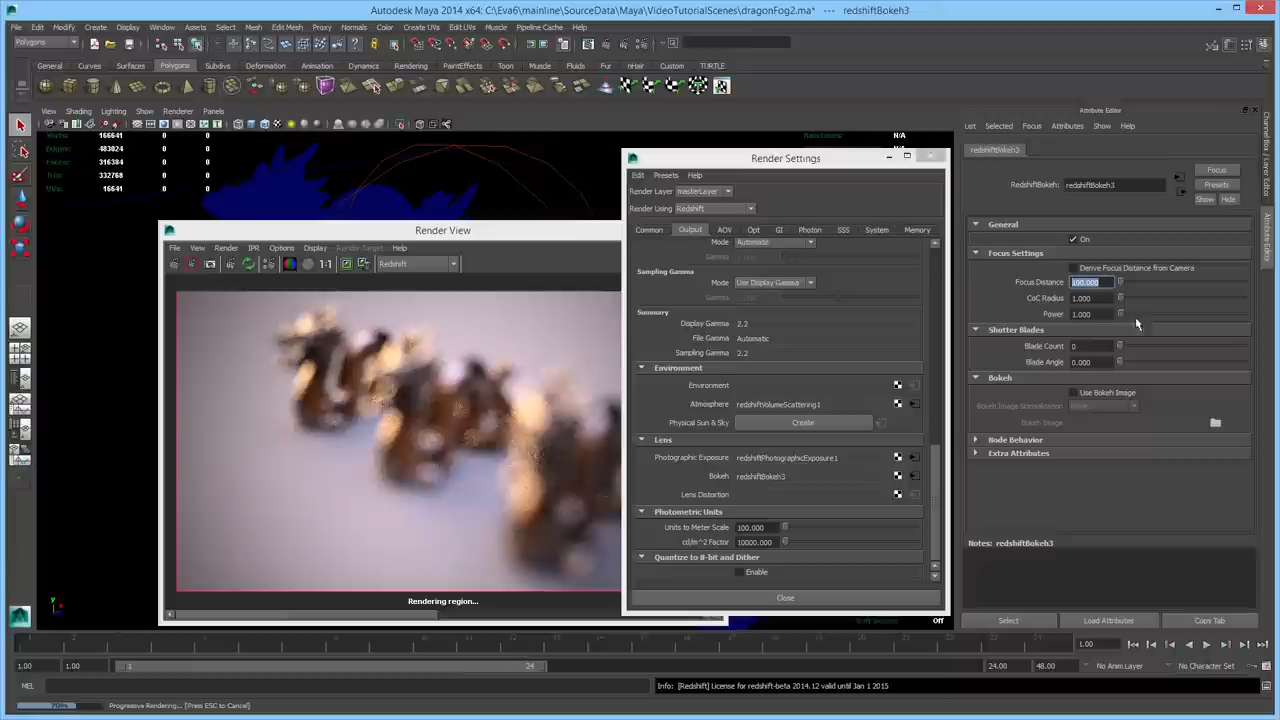 Autodesk Maya 2014 x64: C:\Eva6\mainline\SourceData\Maya\VideoTutorialScenes\dragonFog2.ma* --- redshiftBokeh3
File Edit Modify Create Display Window Assets Select Mesh Edit Mesh Proxy Normals Color Create UVs Edit UVs Muscle Pipeline Cache Help
Polygons
General Curves Surfaces Polygons Subdivs Deformation Animation Dynamics Rendering PaintEffects Toon Muscle Fluids Fur nHair Custom TURTLE
View Shading Lighting Show Renderer Panels
Verts: 166641 0 0
Edges: 483024 0 0
Faces: 316384 0 0
Tris: 332768 0 0
UVs: 16641 0 0
N/A
Render View
File View Render IPR Options Display Render Target Help
1:1 Redshift
Rendering region...
Render Settings
Edit Presets Help
Render Layer masterLayer
Render Using Redshift
Common Output AOV Opt GI Photon SSS System Memory
Mode Automatic
Gamma
Sampling Gamma
Mode Use Display Gamma
Gamma
Summary
Display Gamma 2.2
File Gamma Automatic
Sampling Gamma 2.2
Environment
Environment
Atmosphere redshiftVolumeScattering1
Physical Sun & Sky Create
Lens
Photographic Exposure redshiftPhotographicExposure1
Bokeh redshiftBokeh3
Lens Distortion
Photometric Units
Units to Meter Scale 100.000
cd/m^2 Factor 10000.000
Quantize to 8-bit and Dither
Enable
Close
Off
Attribute Editor
List Selected Focus Attributes Show Help
redshiftBokeh3
RedshiftBokeh: redshiftBokeh3
Focus
Presets
Show Hide
General
On
Focus Settings
Derive Focus Distance from Camera
Focus Distance 100.000
CoC Radius 1.000
Power 1.000
Shutter Blades
Blade Count 0
Blade Angle 0.000
Bokeh
Use Bokeh Image
Bokeh Image Normalization
Bokeh Image
Node Behavior
Extra Attributes
Notes: redshiftBokeh3
Select Load Attributes Copy Tab
Channel Box / Layer Editor
Attribute Editor
y
1.00
1.00 1.00 1 24 24.00 48.00 No Anim Layer No Character Set
MEL
Info: [Redshift] License for redshift-beta 2014.12 valid until Jan 1 2015
70% Progressive Rendering... [Press ESC to Cancel]